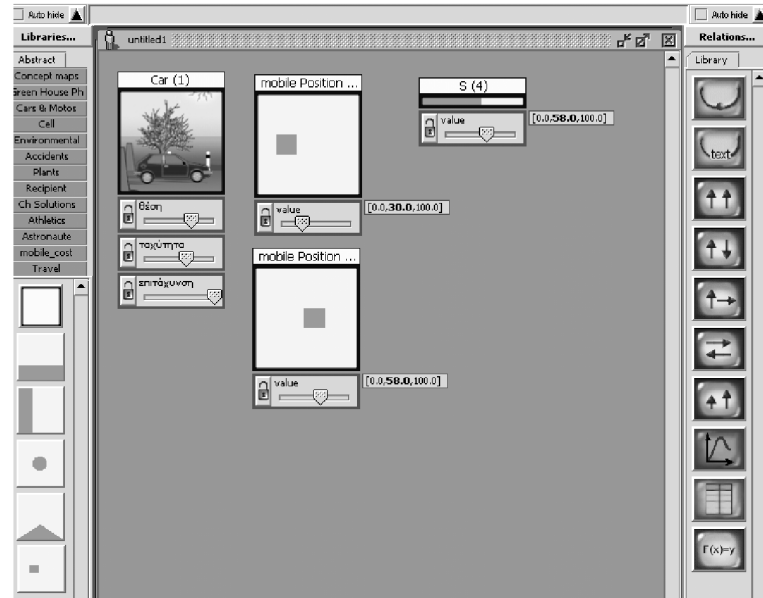 Auto hide
Auto hide
Libraries...
untitled1
Relations...
Abstract
Library
Concept maps
Green House Ph
Cars & Motos
Cell
Environmental
Accidents
Plants
Recipient
Ch Solutions
Athletics
Astronaute
mobile_cost
Travel
Car (1)
θέση
ταχύτητα
επιτάχυνση
mobile Position ...
value
[0.0,30.0,100.0]
mobile Position ...
value
[0.0,58.0,100.0]
S (4)
value
[0.0,58.0,100.0]
text
F(x)=y